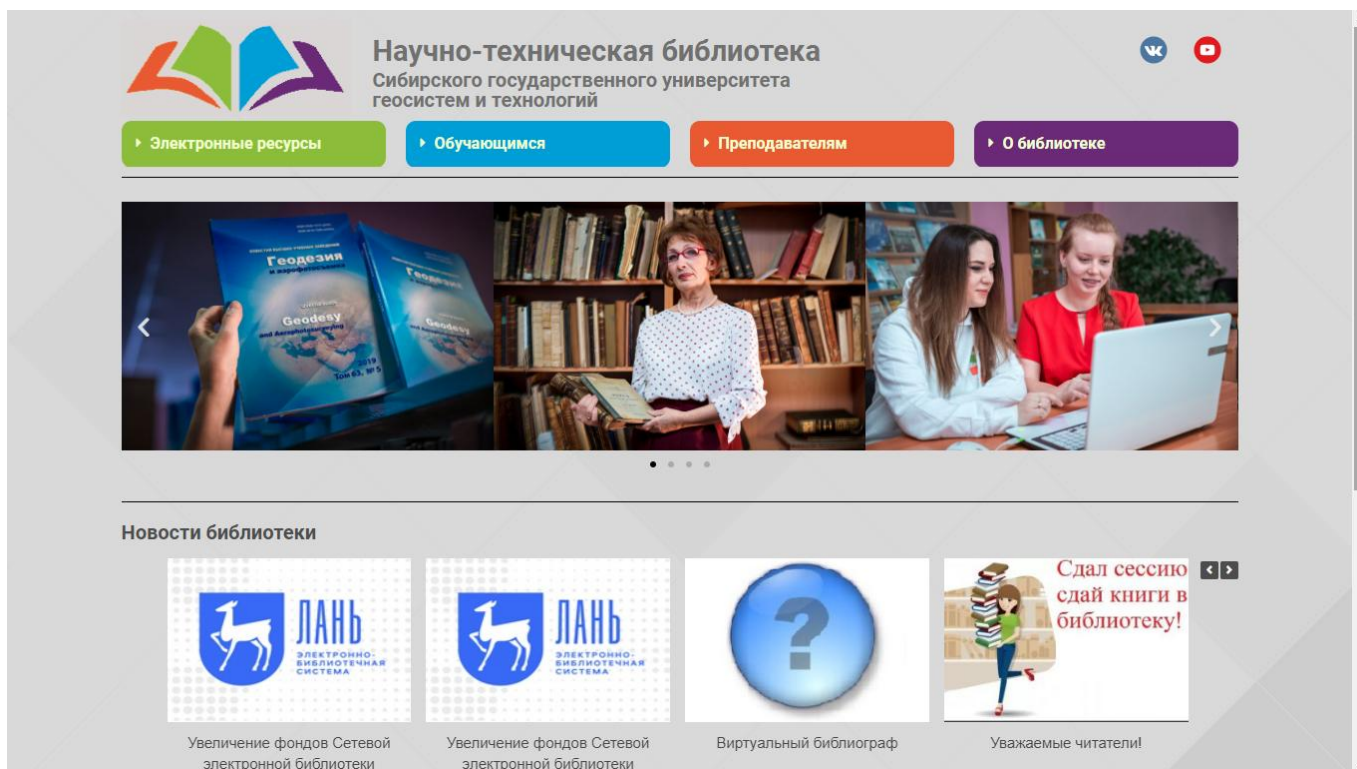 Научно-техническая библиотека
Сибирского государственного университета
геосистем и технологий
Электронные ресурсы
Обучающимся
Преподавателям
О библиотеке
Геодезия
и аэрофотосъемка
Geodesy
and Aerophotosurveying
2019
Том 63, № 5
Новости библиотеки
ЛАНЬ
ЭЛЕКТРОННО-
БИБЛИОТЕЧНАЯ
СИСТЕМА
ЛАНЬ
ЭЛЕКТРОННО-
БИБЛИОТЕЧНАЯ
СИСТЕМА
?
Сдал сессию
сдай книги в
библиотеку!
Увеличение фондов Сетевой
электронной библиотеки
Увеличение фондов Сетевой
электронной библиотеки
Виртуальный библиограф
Уважаемые читатели!